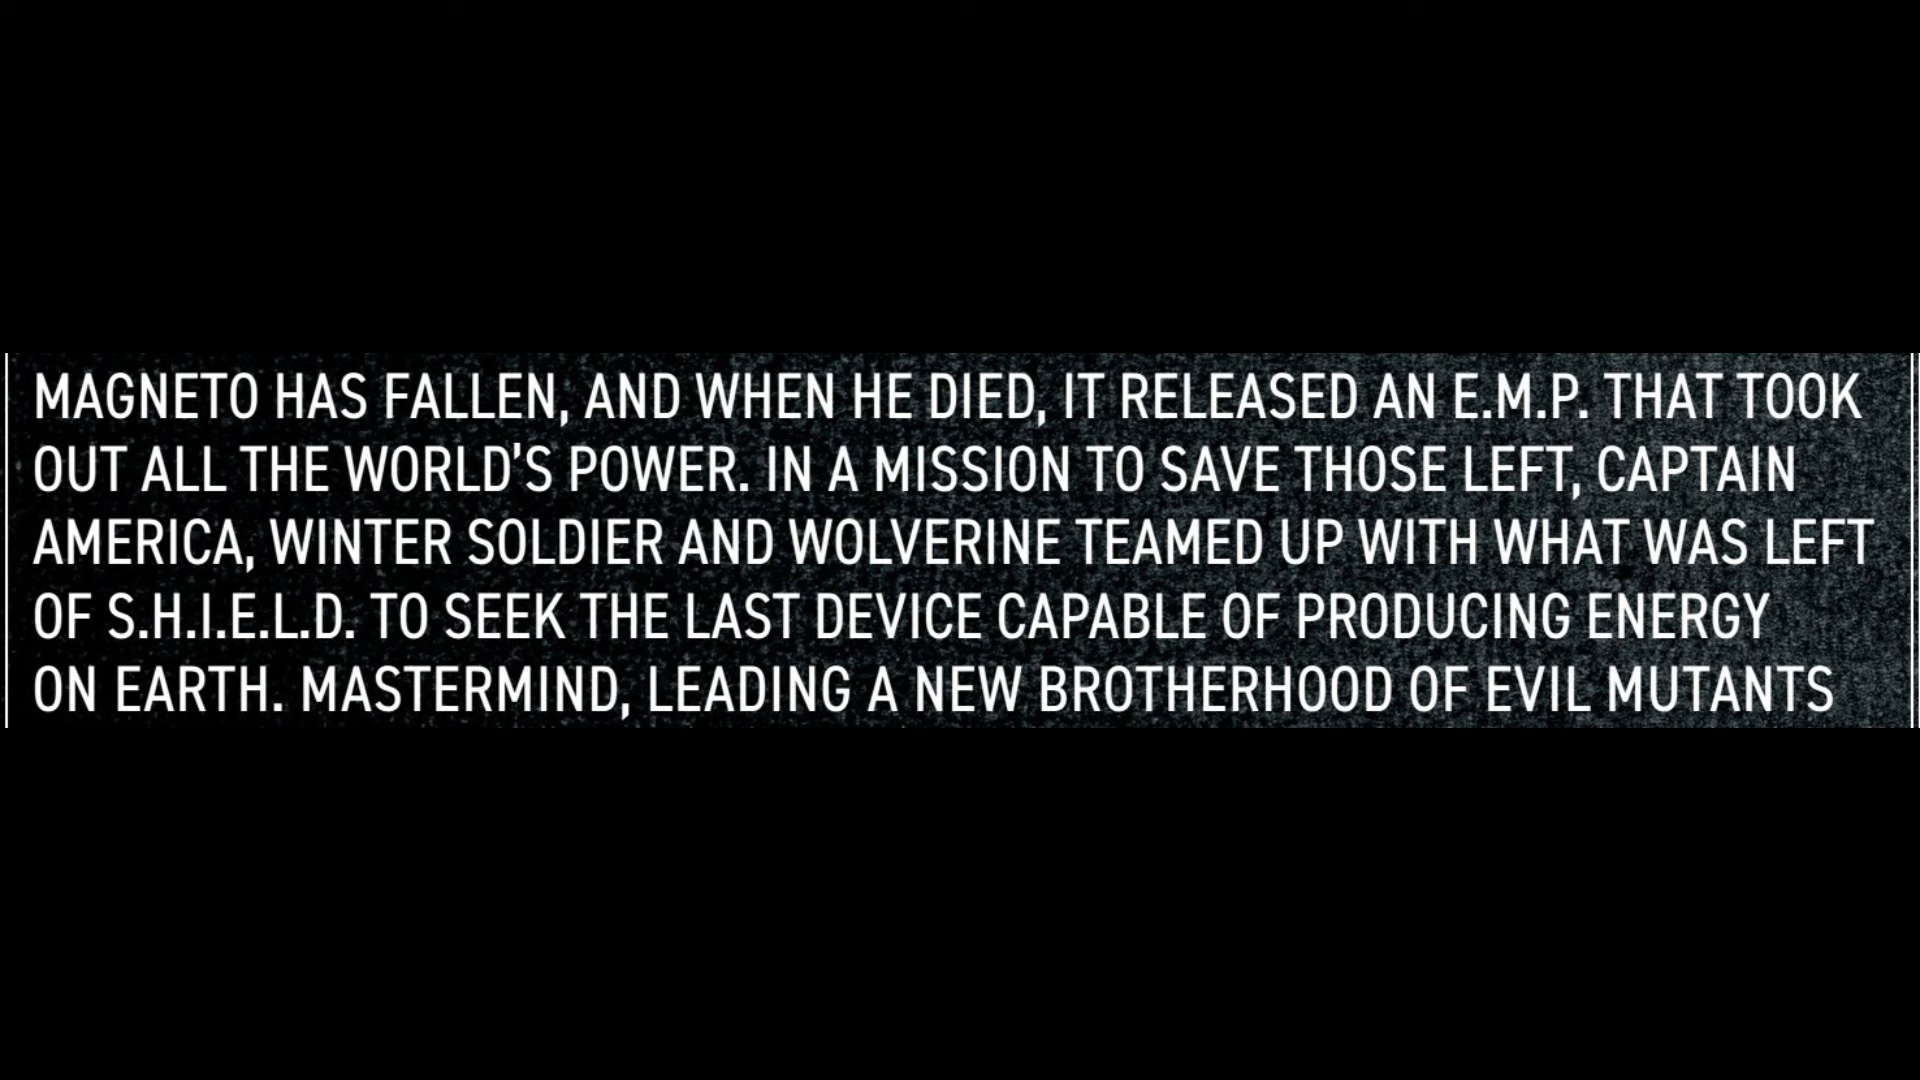 MAGNETO HAS FALLEN, AND WHEN HE DIED, IT RELEASED AN E.M.P. THAT TOOK
OUT ALL THE WORLD'S POWER. IN A MISSION TO SAVE THOSE LEFT, CAPTAIN
AMERICA, WINTER SOLDIER AND WOLVERINE TEAMED UP WITH WHAT WAS LEFT
OF S.H.I.E.L.D. TO SEEK THE LAST DEVICE CAPABLE OF PRODUCING ENERGY
ON EARTH. MASTERMIND, LEADING A NEW BROTHERHOOD OF EVIL MUTANTS